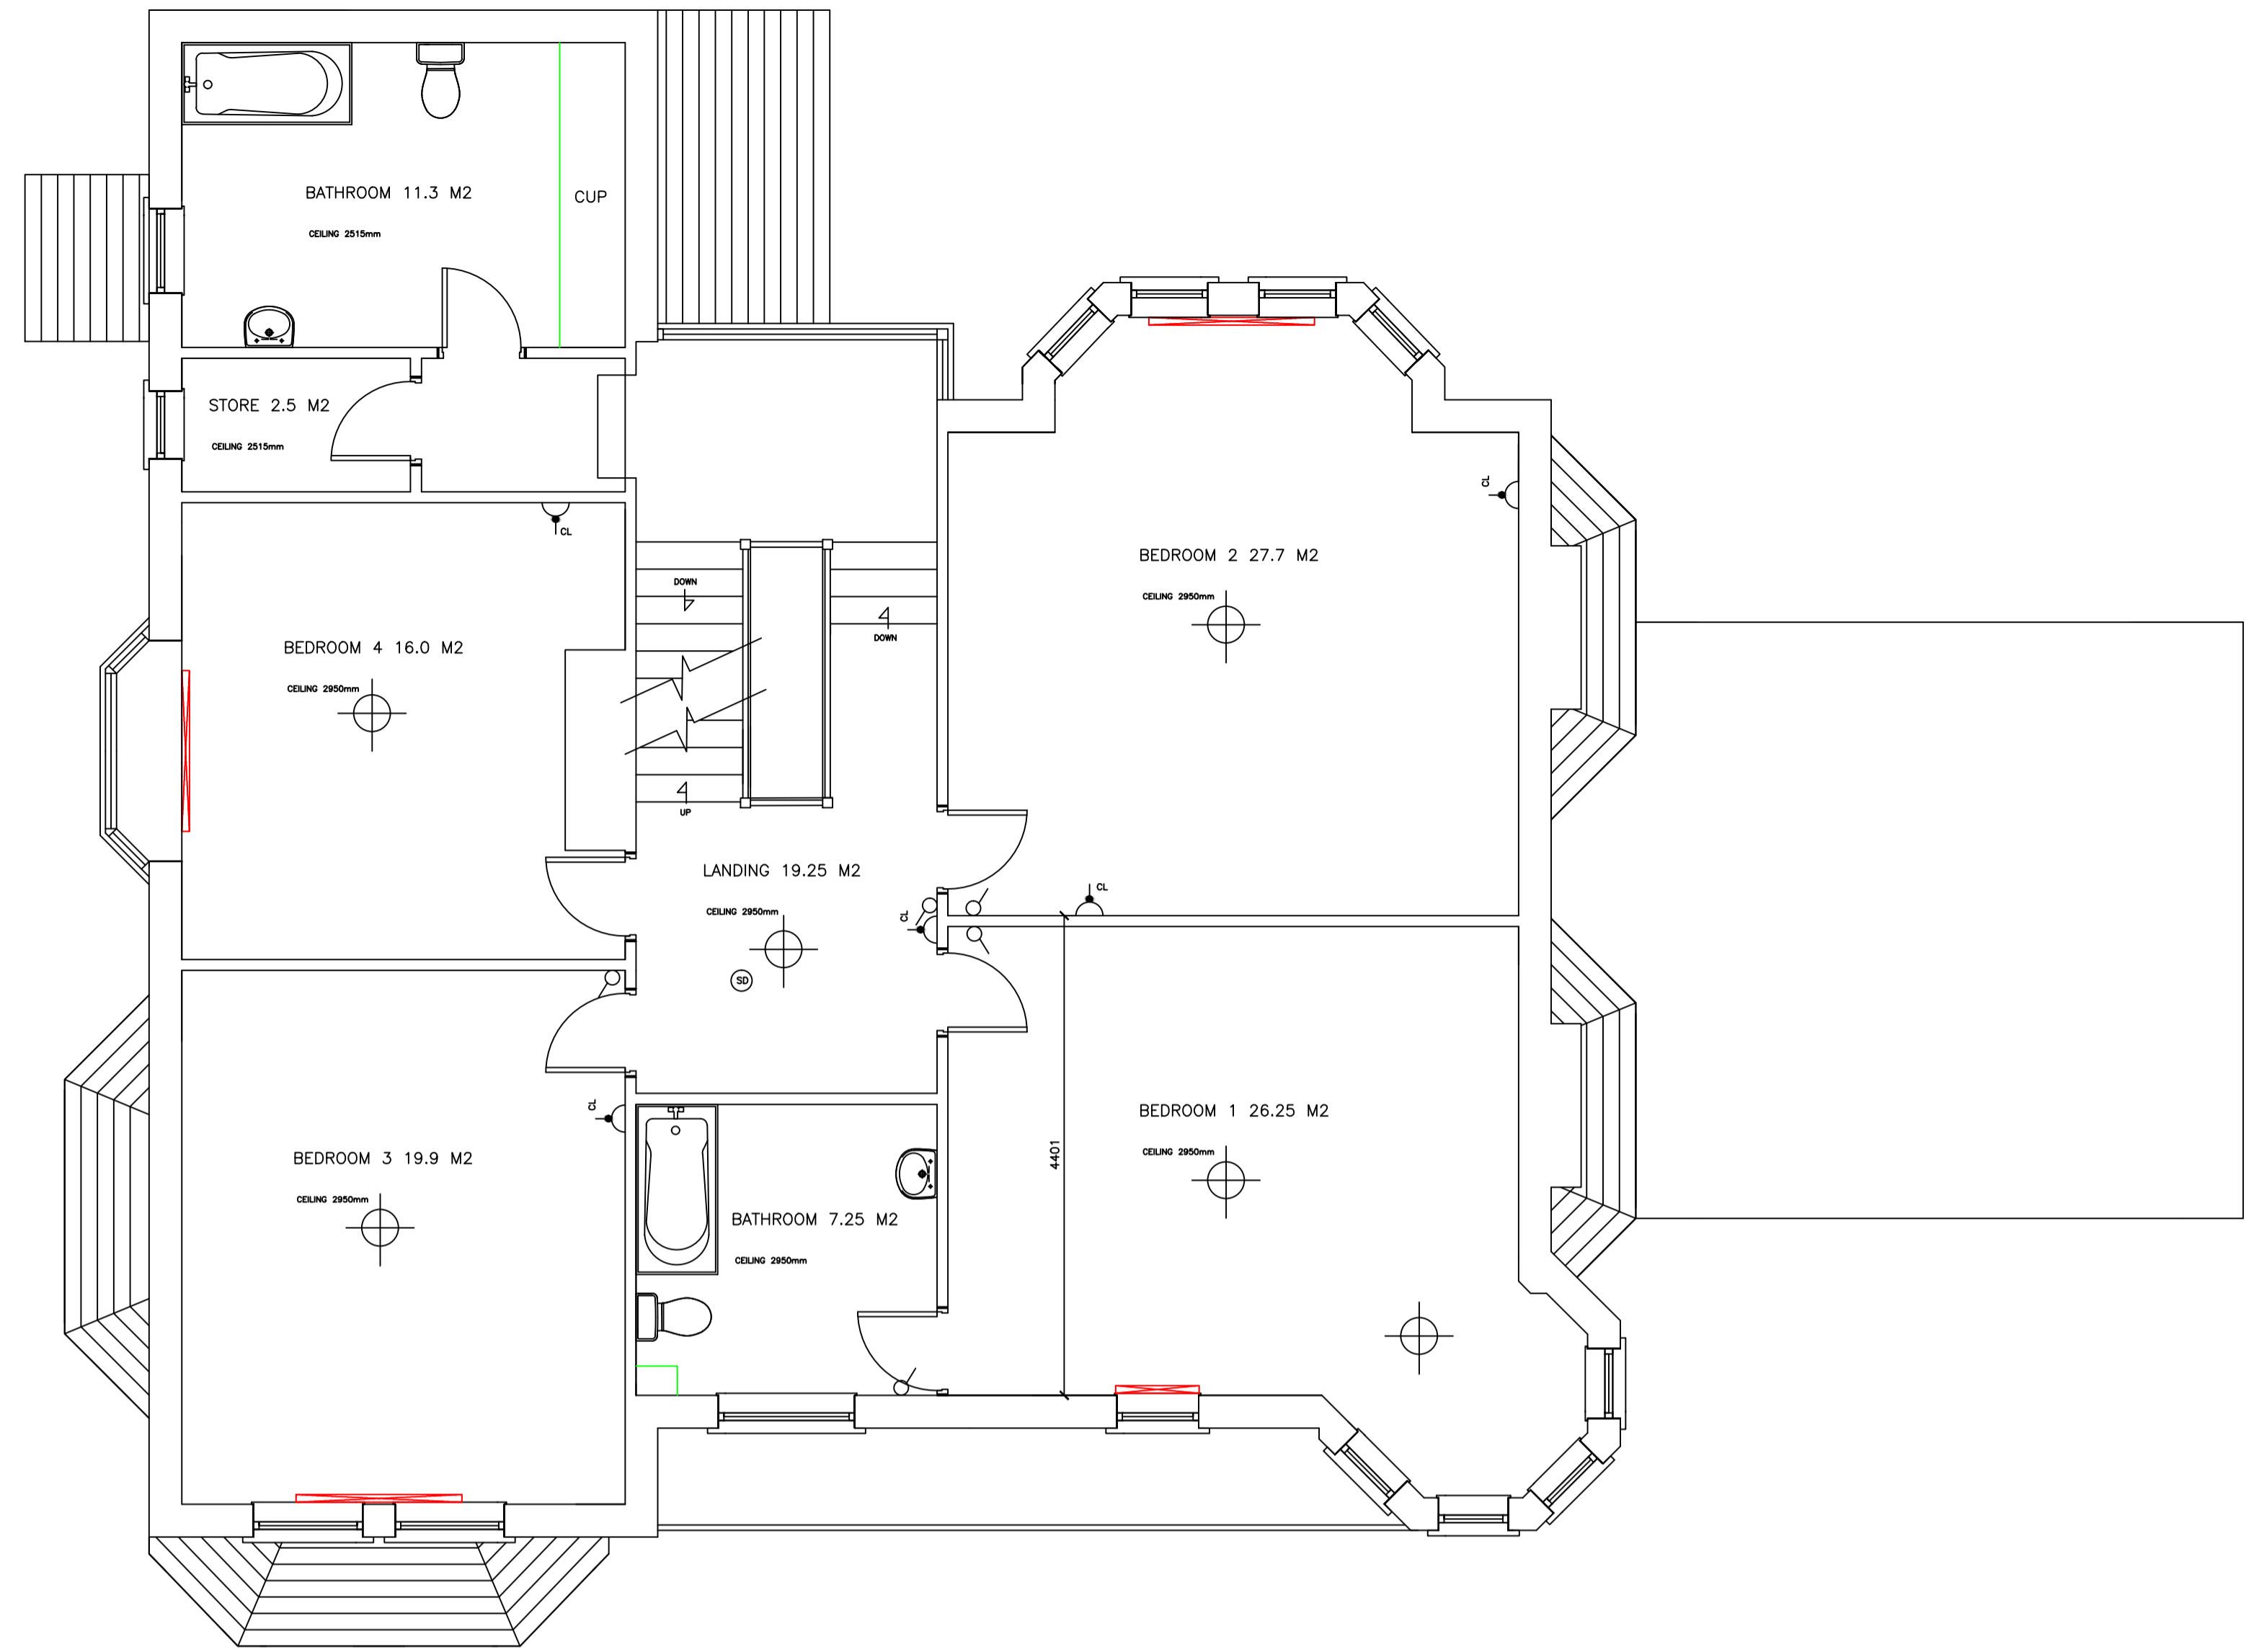 BATHROOM 11.3 M2
CEILING 2515mm
CUP
STORE 2.5 M2
CEILING 2515mm
CL
CL
DOWN
DOWN
BEDROOM 2 27.7 M2
CEILING 2950mm
BEDROOM 4 16.0 M2
CEILING 2950mm
UP
LANDING 19.25 M2
CEILING 2950mm
CL
CL
SD
CL
4401
BEDROOM 1 26.25 M2
CEILING 2950mm
BEDROOM 3 19.9 M2
CEILING 2950mm
BATHROOM 7.25 M2
CEILING 2950mm